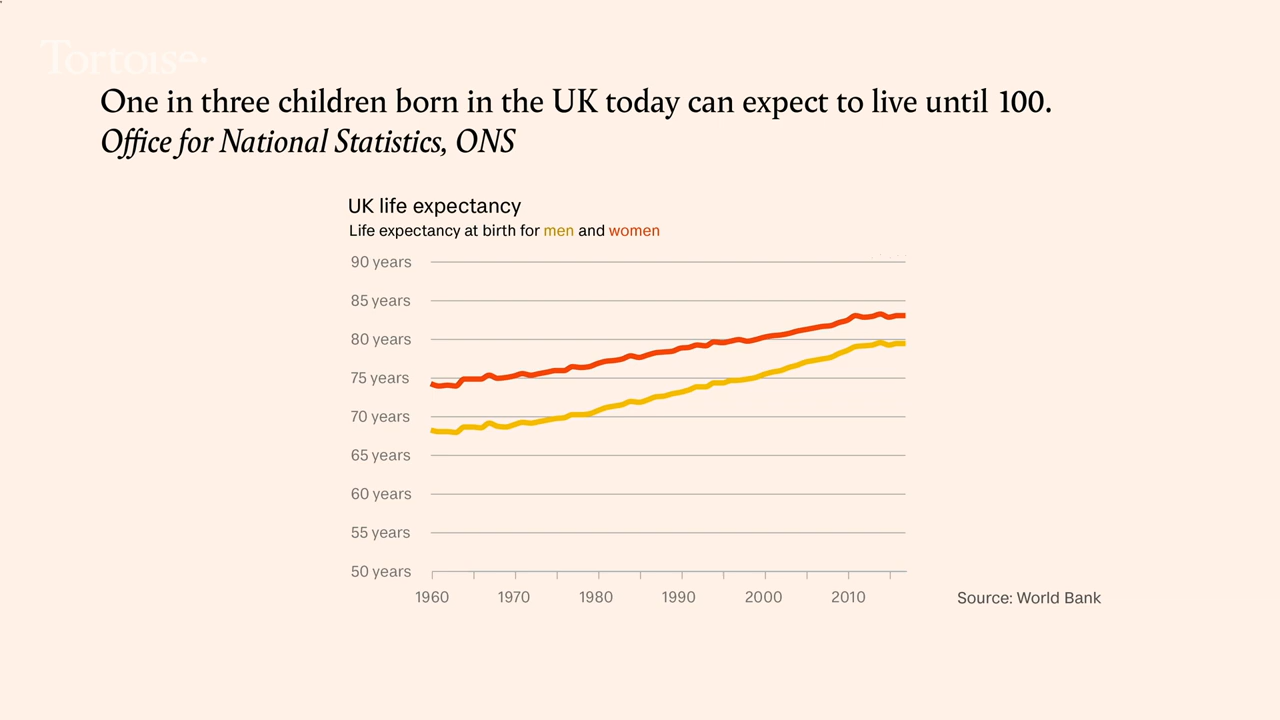 Tortoise
One in three children born in the UK today can expect to live until 100.
Office for National Statistics, ONS
UK life expectancy
Life expectancy at birth for men and women
90 years
85 years
80 years
75 years
70 years
65 years
60 years
55 years
50 years
1960 1970 1980 1990 2000 2010
Source: World Bank